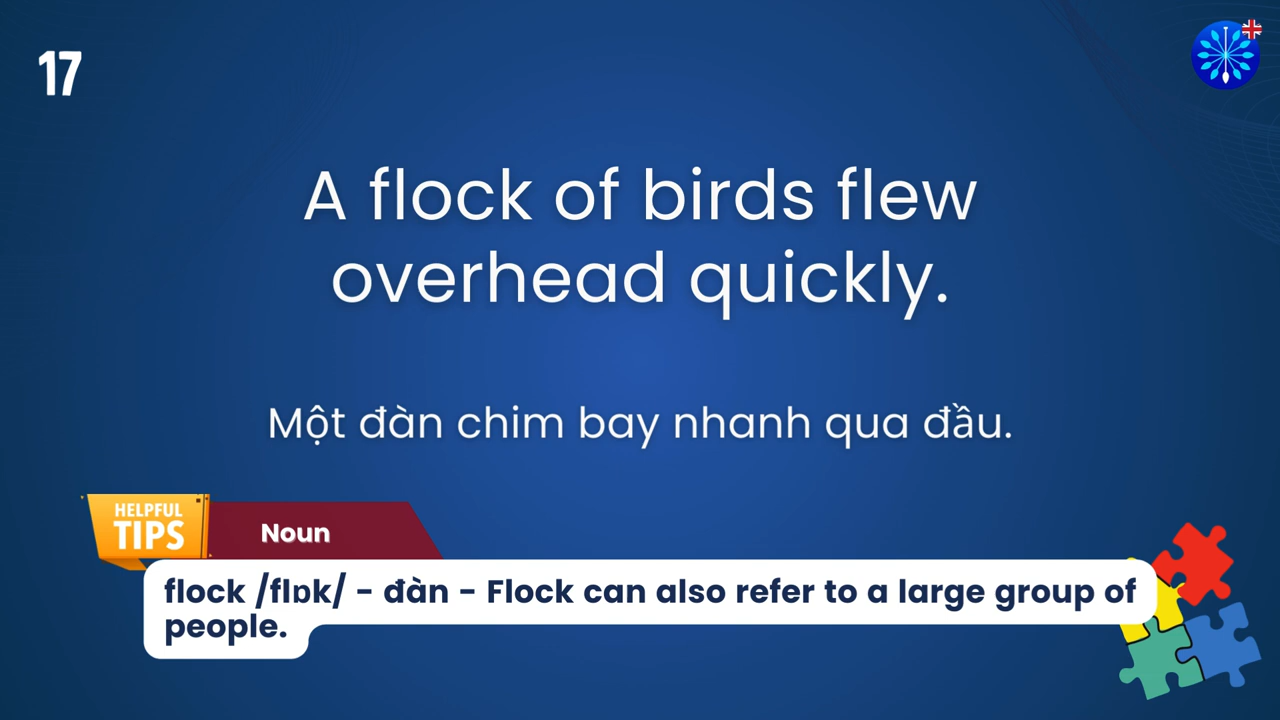 17
A flock of birds flew
overhead quickly.
Một đàn chim bay nhanh qua đầu.
HELPFUL
TIPS
Noun
flock /flɒk/ - đàn - Flock can also refer to a large group of
people.